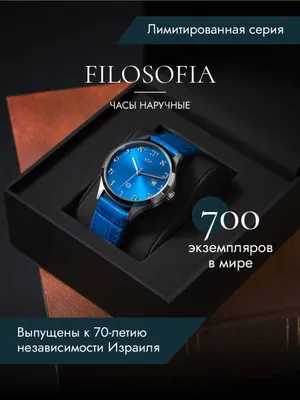 Лимитированная серия
FILOSOFIA
ЧАСЫ НАРУЧНЫЕ
700
экземпляров
в мире
Выпущены к 70-летию
независимости Израиля